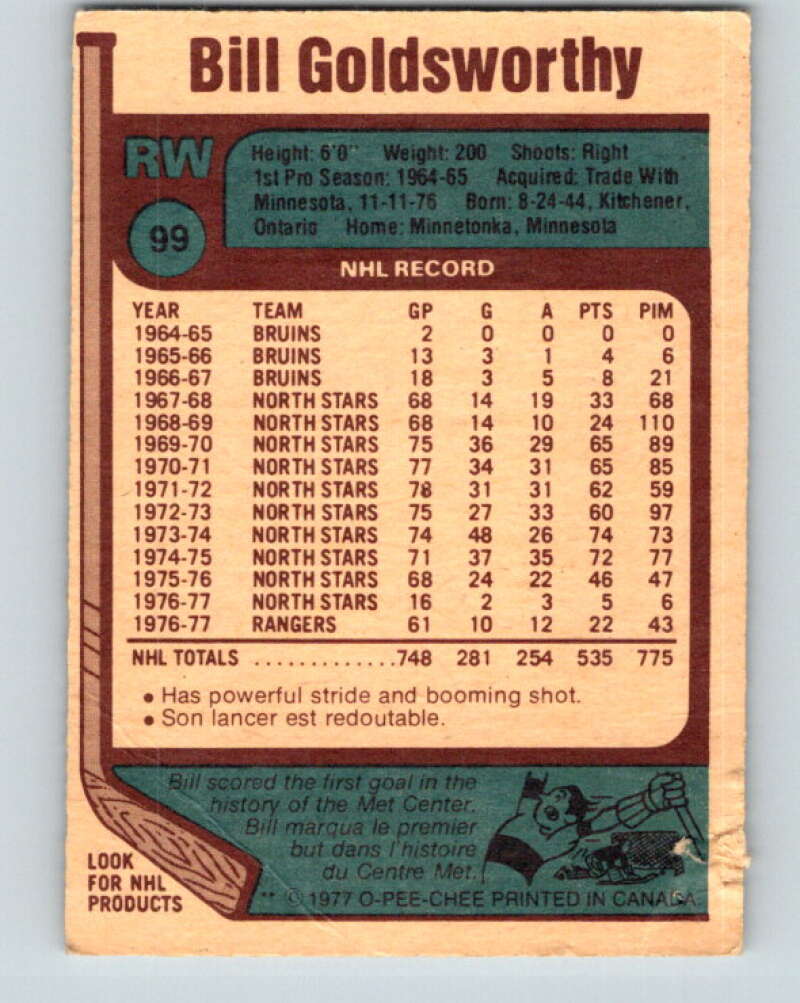 Bill Goldsworthy
RW
99
Height: 6'0" Weight: 200 Shoots: Right
1st Pro Season: 1964-65 Acquired: Trade With
Minnesota, 11-11-76 Born: 8-24-44, Kitchener,
Ontario Home: Minnetonka, Minnesota
NHL RECORD
YEAR TEAM GP G A PTS PIM
1964-65 BRUINS 2 0 0 0 0
1965-66 BRUINS 13 3 1 4 6
1966-67 BRUINS 18 3 5 8 21
1967-68 NORTH STARS 68 14 19 33 68
1968-69 NORTH STARS 68 14 10 24 110
1969-70 NORTH STARS 75 36 29 65 89
1970-71 NORTH STARS 77 34 31 65 85
1971-72 NORTH STARS 78 31 31 62 59
1972-73 NORTH STARS 75 27 33 60 97
1973-74 NORTH STARS 74 48 26 74 73
1974-75 NORTH STARS 71 37 35 72 77
1975-76 NORTH STARS 68 24 22 46 47
1976-77 NORTH STARS 16 2 3 5 6
1976-77 RANGERS 61 10 12 22 43
NHL TOTALS .............748 281 254 535 775
• Has powerful stride and booming shot.
• Son lancer est redoutable.
Bill scored the first goal in the
history of the Met Center.
Bill marqua le premier
but dans l'histoire
du Centre Met.
LOOK
FOR NHL
PRODUCTS
** © 1977 O-PEE-CHEE PRINTED IN CANADA